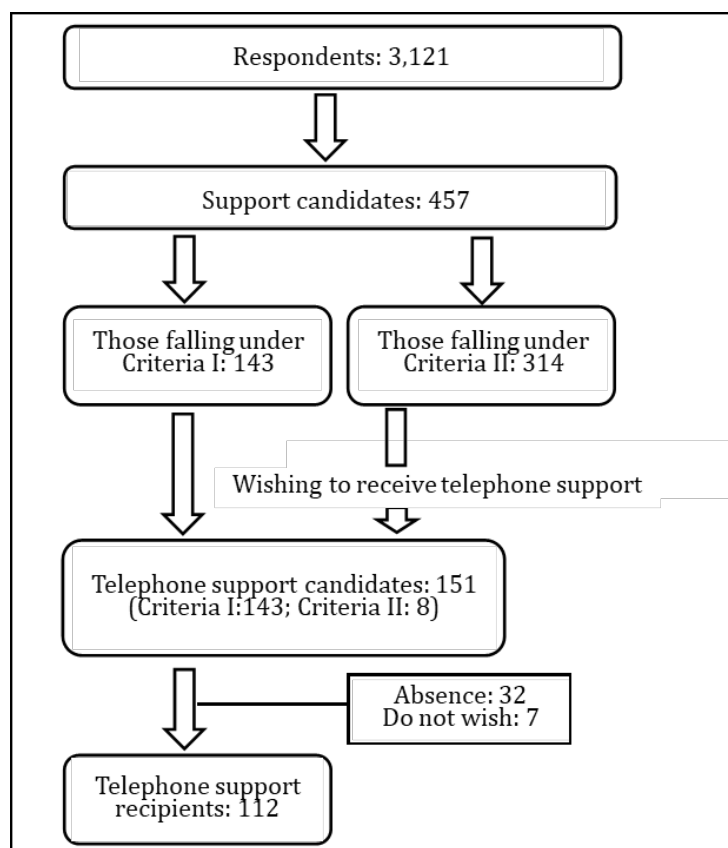 Respondents: 3,121
Support candidates: 457
Those falling under
Criteria I: 143
Those falling under
Criteria II: 314
Wishing to receive telephone support
Telephone support candidates: 151
(Criteria I:143; Criteria II: 8)
Absence: 32
Do not wish: 7
Telephone support
recipients: 112